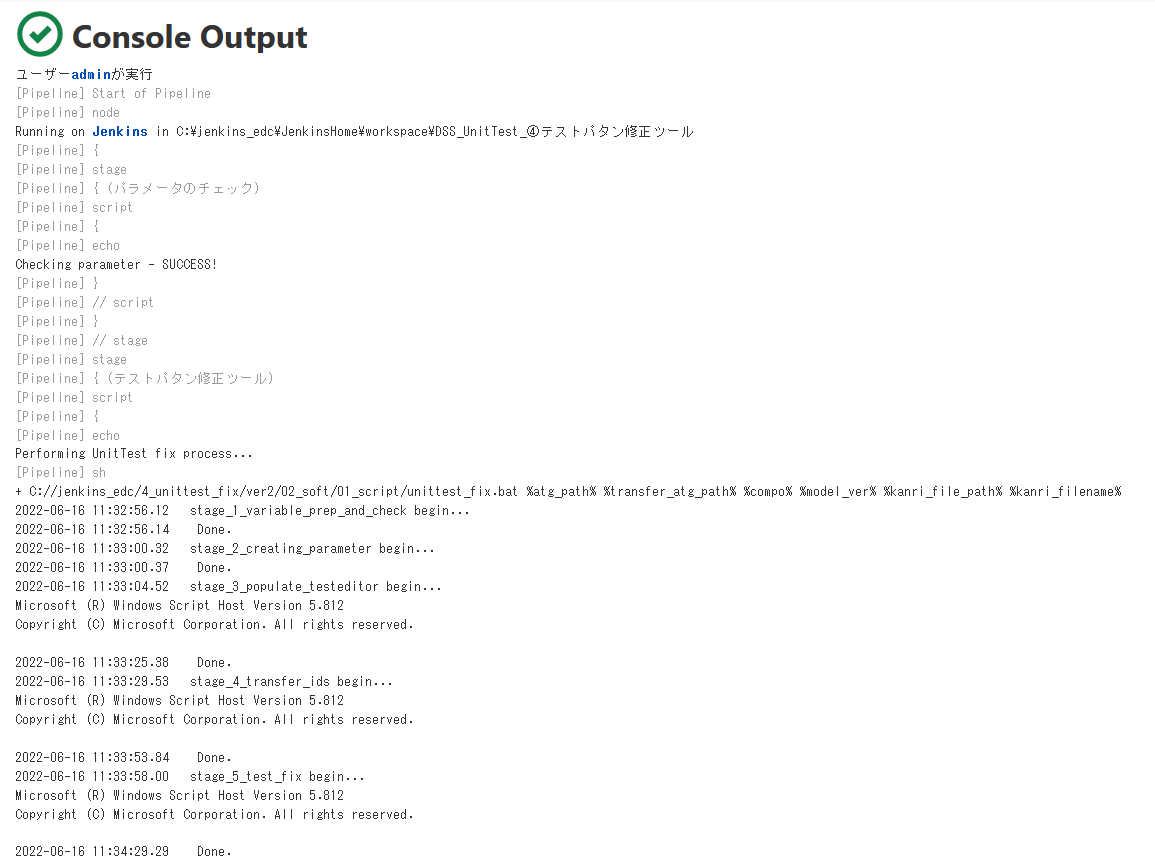 Console Output
ユーザーadminが実行
[Pipeline] Start of Pipeline
[Pipeline] node
Running on Jenkins in C:¥jenkins_edc¥JenkinsHome¥workspace¥DSS_UnitTest_④テストパタン修正ツール
[Pipeline] {
[Pipeline] stage
[Pipeline] { (パラメータのチェック)
[Pipeline] script
[Pipeline] {
[Pipeline] echo
Checking parameter - SUCCESS!
[Pipeline] }
[Pipeline] // script
[Pipeline] }
[Pipeline] // stage
[Pipeline] stage
[Pipeline] { (テストパタン修正ツール)
[Pipeline] script
[Pipeline] {
[Pipeline] echo
Performing UnitTest fix process...
[Pipeline] sh
+ C://jenkins_edc/4_unittest_fix/ver2/02_soft/01_script/unittest_fix.bat %atg_path% %transfer_atg_path% %compo% %model_ver% %kanri_file_path% %kanri_filename%
2022-06-16 11:32:56.12   stage_1_variable_prep_and_check begin...
2022-06-16 11:32:56.14    Done.
2022-06-16 11:33:00.32   stage_2_creating_parameter begin...
2022-06-16 11:33:00.37    Done.
2022-06-16 11:33:04.52   stage_3_populate_testeditor begin...
Microsoft (R) Windows Script Host Version 5.812
Copyright (C) Microsoft Corporation. All rights reserved.
2022-06-16 11:33:25.38    Done.
2022-06-16 11:33:29.53   stage_4_transfer_ids begin...
Microsoft (R) Windows Script Host Version 5.812
Copyright (C) Microsoft Corporation. All rights reserved.
2022-06-16 11:33:53.84    Done.
2022-06-16 11:33:58.00   stage_5_test_fix begin...
Microsoft (R) Windows Script Host Version 5.812
Copyright (C) Microsoft Corporation. All rights reserved.
2022-06-16 11:34:29.29    Done.